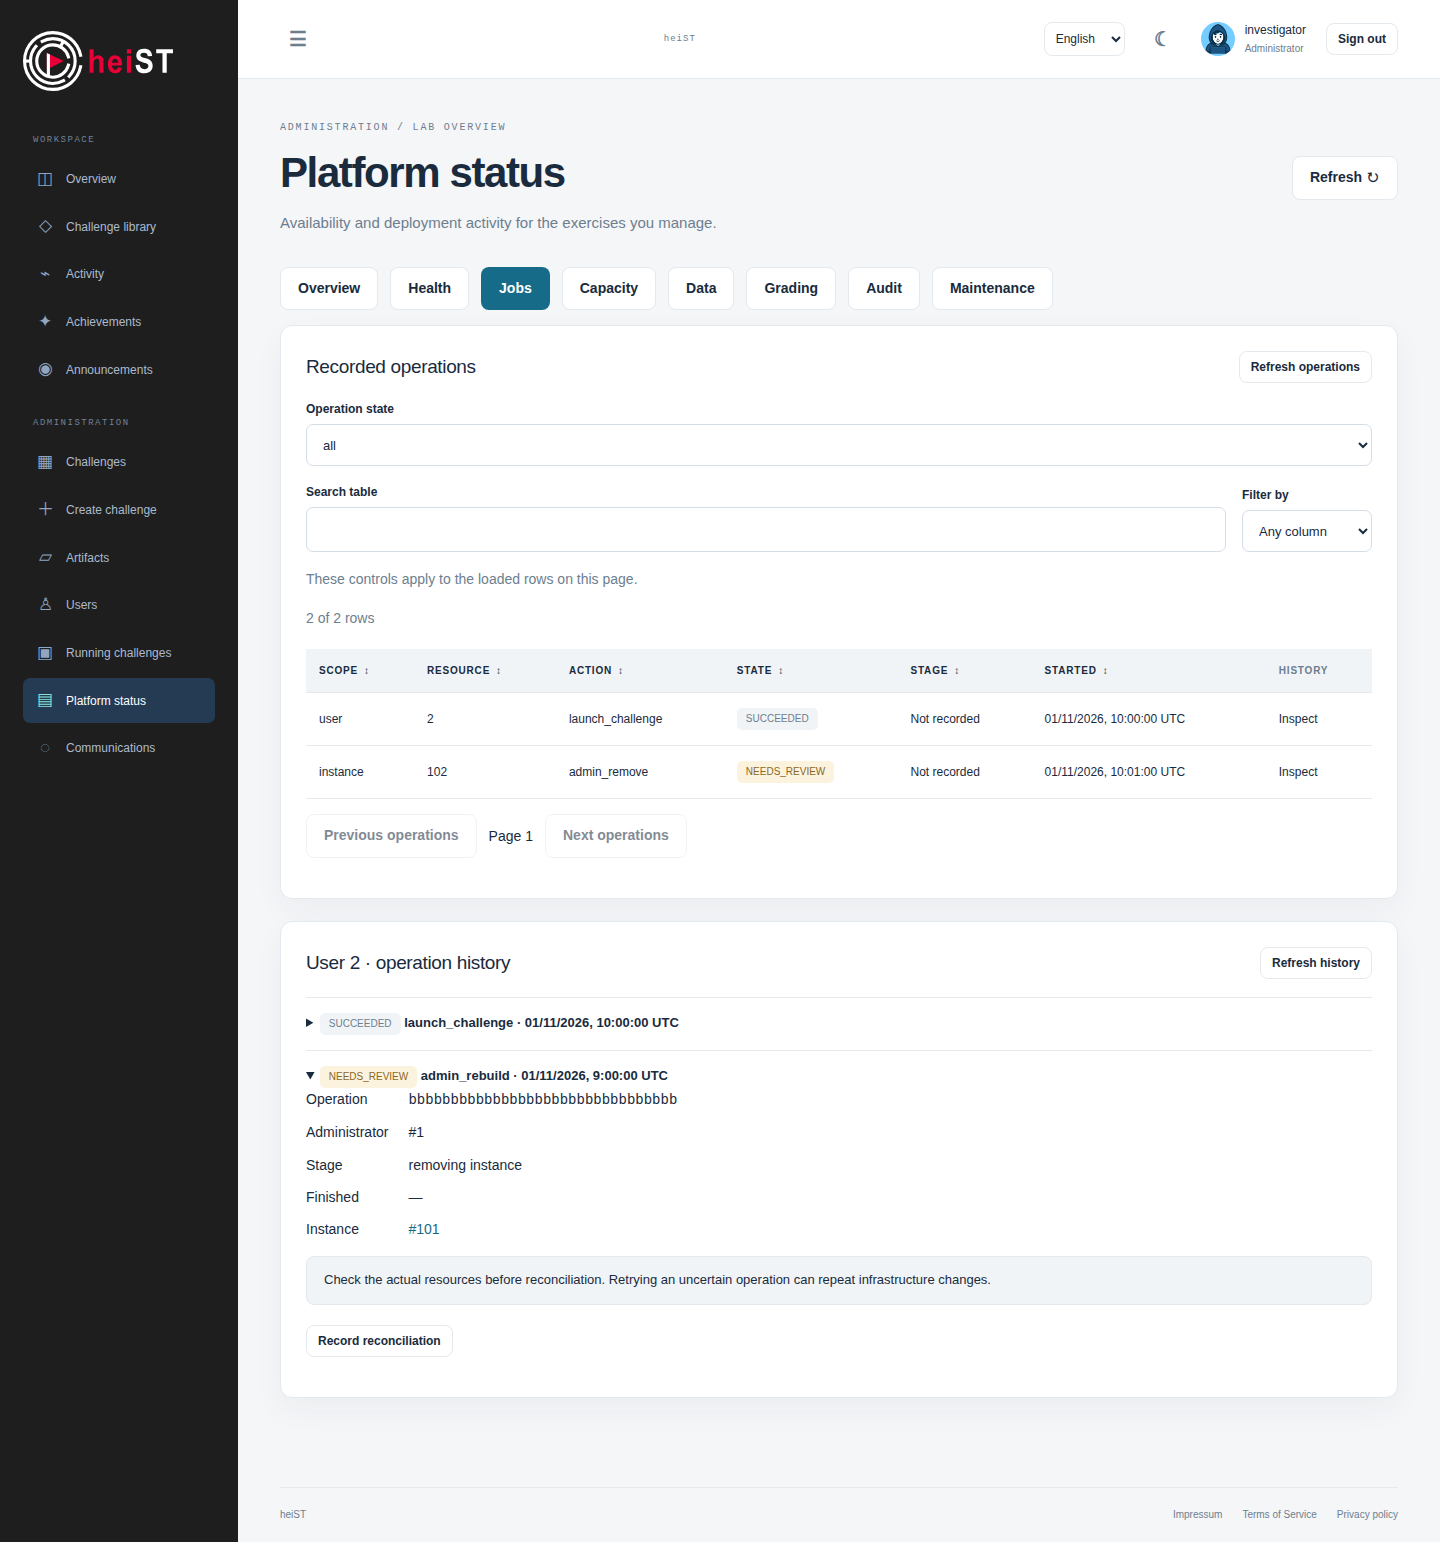 heiST
WORKSPACE
Overview
Challenge library
Activity
Achievements
Announcements
ADMINISTRATION
Challenges
Create challenge
Artifacts
Users
Running challenges
Platform status
Communications
heiST
English
investigator
Administrator
Sign out
ADMINISTRATION / LAB OVERVIEW
Platform status
Refresh ↻
Availability and deployment activity for the exercises you manage.
Overview Health Jobs Capacity Data Grading Audit Maintenance
Recorded operations
Refresh operations
Operation state
all
Search table
Filter by
Any column
These controls apply to the loaded rows on this page.
2 of 2 rows
SCOPE ↕ RESOURCE ↕ ACTION ↕ STATE ↕ STAGE ↕ STARTED ↕ HISTORY
user 2 launch_challenge SUCCEEDED Not recorded 01/11/2026, 10:00:00 UTC Inspect
instance 102 admin_remove NEEDS_REVIEW Not recorded 01/11/2026, 10:01:00 UTC Inspect
Previous operations Page 1 Next operations
User 2 · operation history
Refresh history
SUCCEEDED launch_challenge · 01/11/2026, 10:00:00 UTC
NEEDS_REVIEW admin_rebuild · 01/11/2026, 9:00:00 UTC
Operation bbbbbbbbbbbbbbbbbbbbbbbbbbbbbbbb
Administrator #1
Stage removing instance
Finished —
Instance #101
Check the actual resources before reconciliation. Retrying an uncertain operation can repeat infrastructure changes.
Record reconciliation
heiST
Impressum Terms of Service Privacy policy